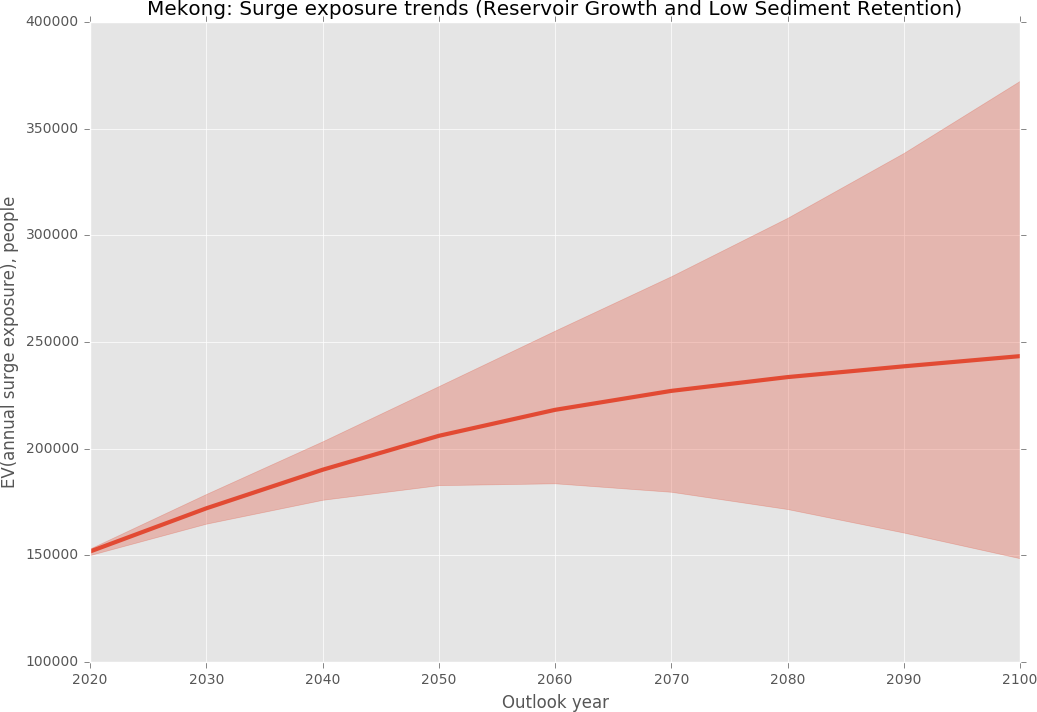 Mekong: Surge exposure trends (Reservoir Growth and Low Sediment Retention)
400000
350000
300000
250000
200000
150000
100000
EV(annual surge exposure), people
2020 2030 2040 2050 2060 2070 2080 2090 2100
Outlook year